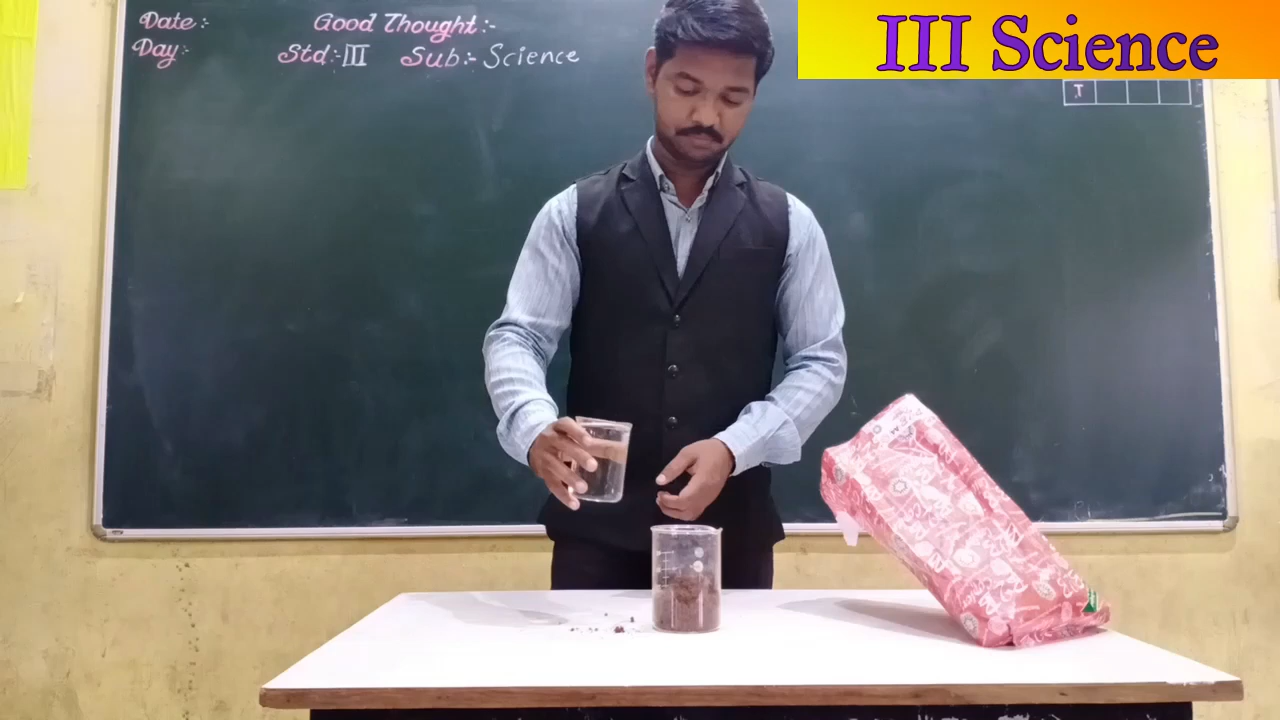 Date:-
Good Thought:-
Day:-
Std:-III
Sub:- Science
III Science
T